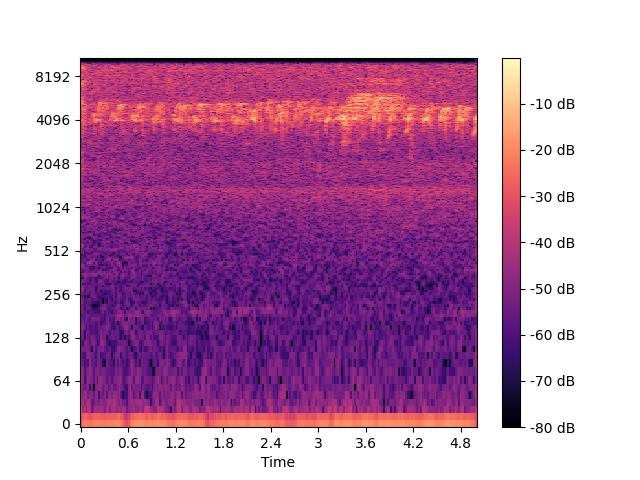 8192
4096
2048
1024
512
256
128
64
0
Hz
0 0.6 1.2 1.8 2.4 3 3.6 4.2 4.8
Time
-10 dB
-20 dB
-30 dB
-40 dB
-50 dB
-60 dB
-70 dB
-80 dB